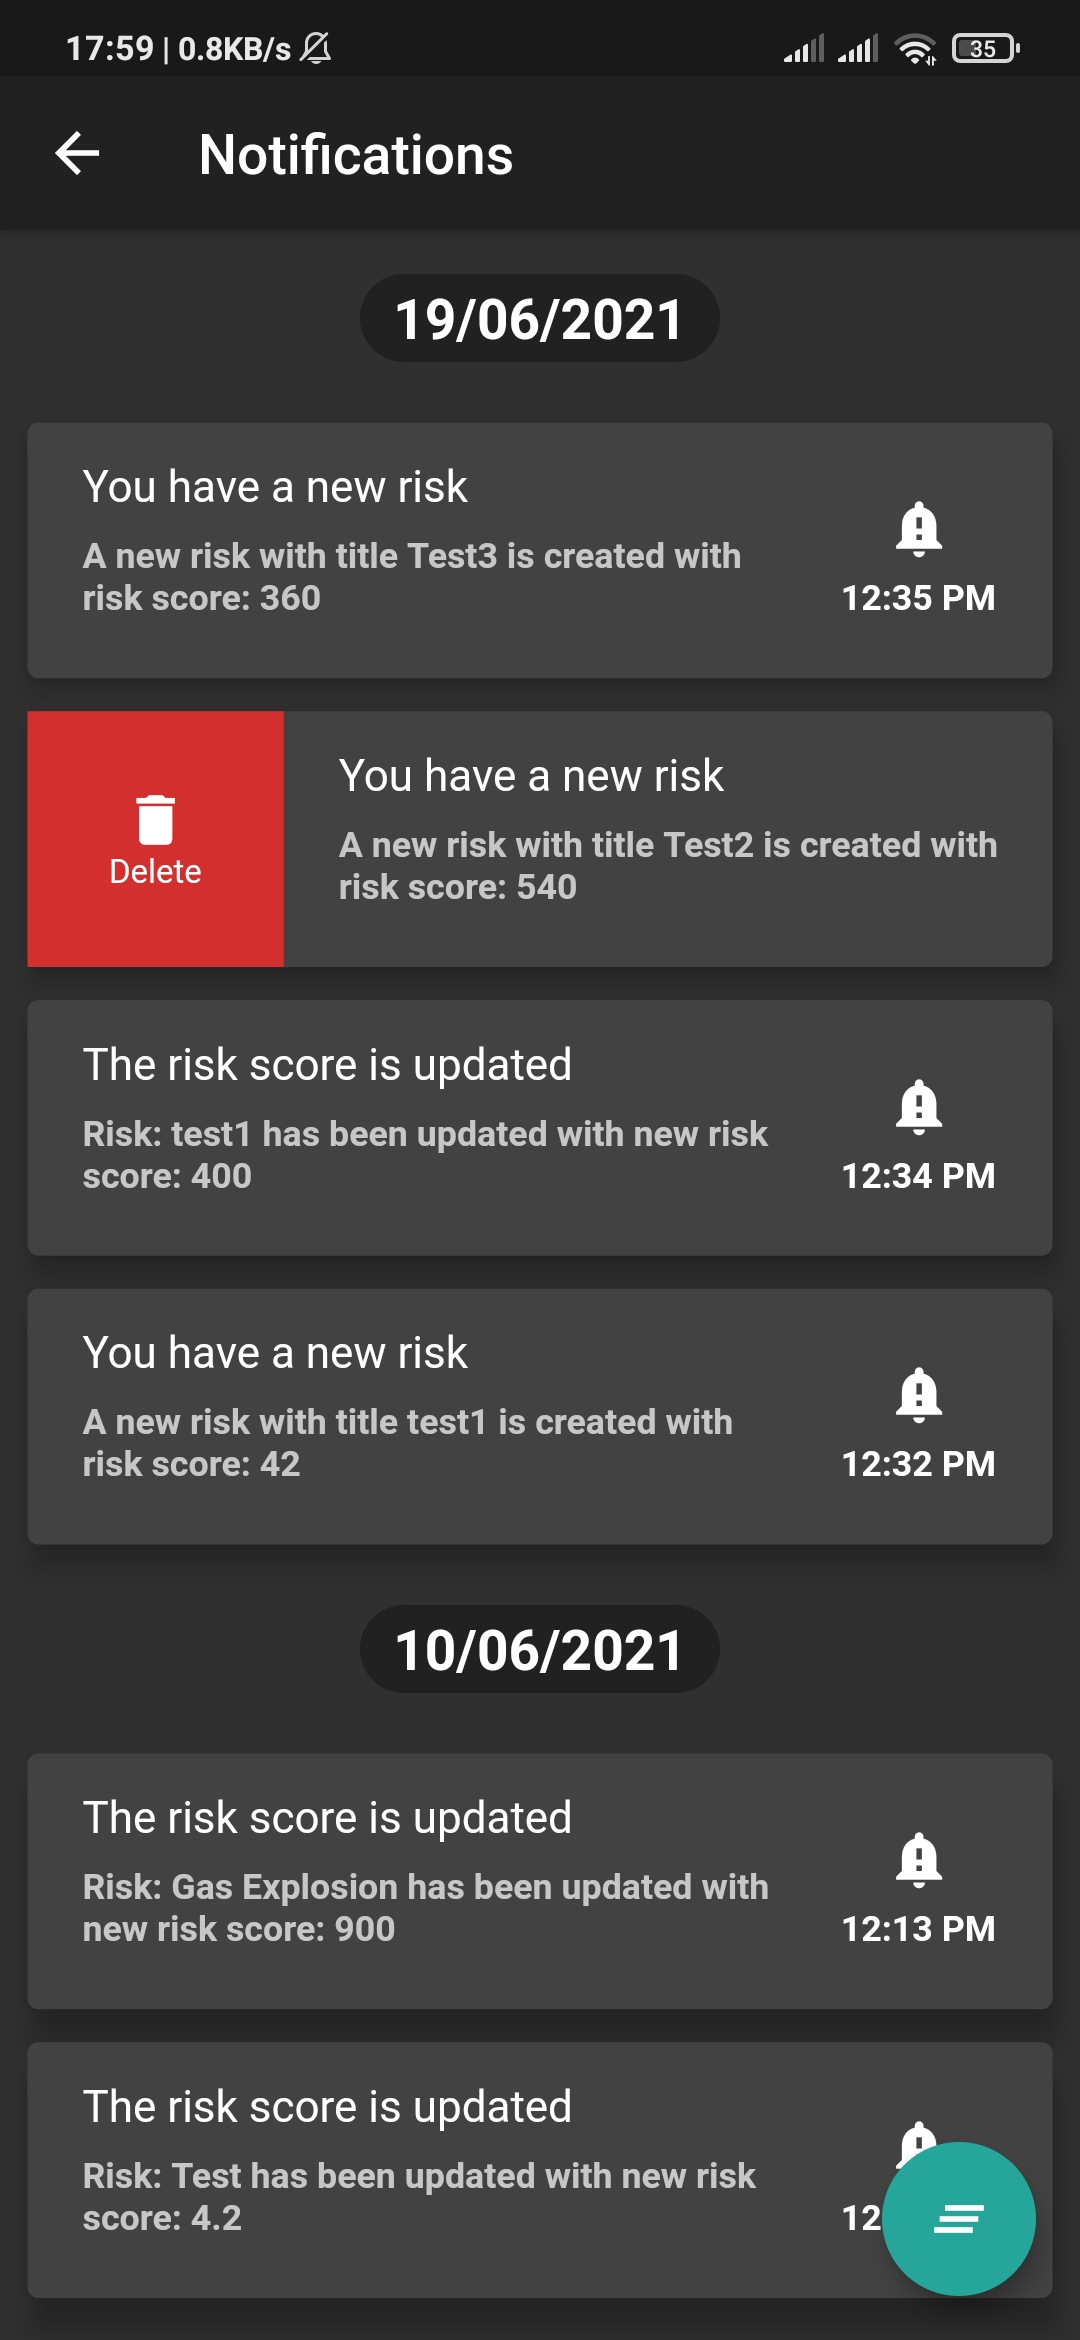 17:59 | 0.8KB/s
35
Notifications
19/06/2021
You have a new risk
A new risk with title Test3 is created with
risk score: 360
12:35 PM
Delete
You have a new risk
A new risk with title Test2 is created with
risk score: 540
The risk score is updated
Risk: test1 has been updated with new risk
score: 400
12:34 PM
You have a new risk
A new risk with title test1 is created with
risk score: 42
12:32 PM
10/06/2021
The risk score is updated
Risk: Gas Explosion has been updated with
new risk score: 900
12:13 PM
The risk score is updated
Risk: Test has been updated with new risk
score: 4.2
12